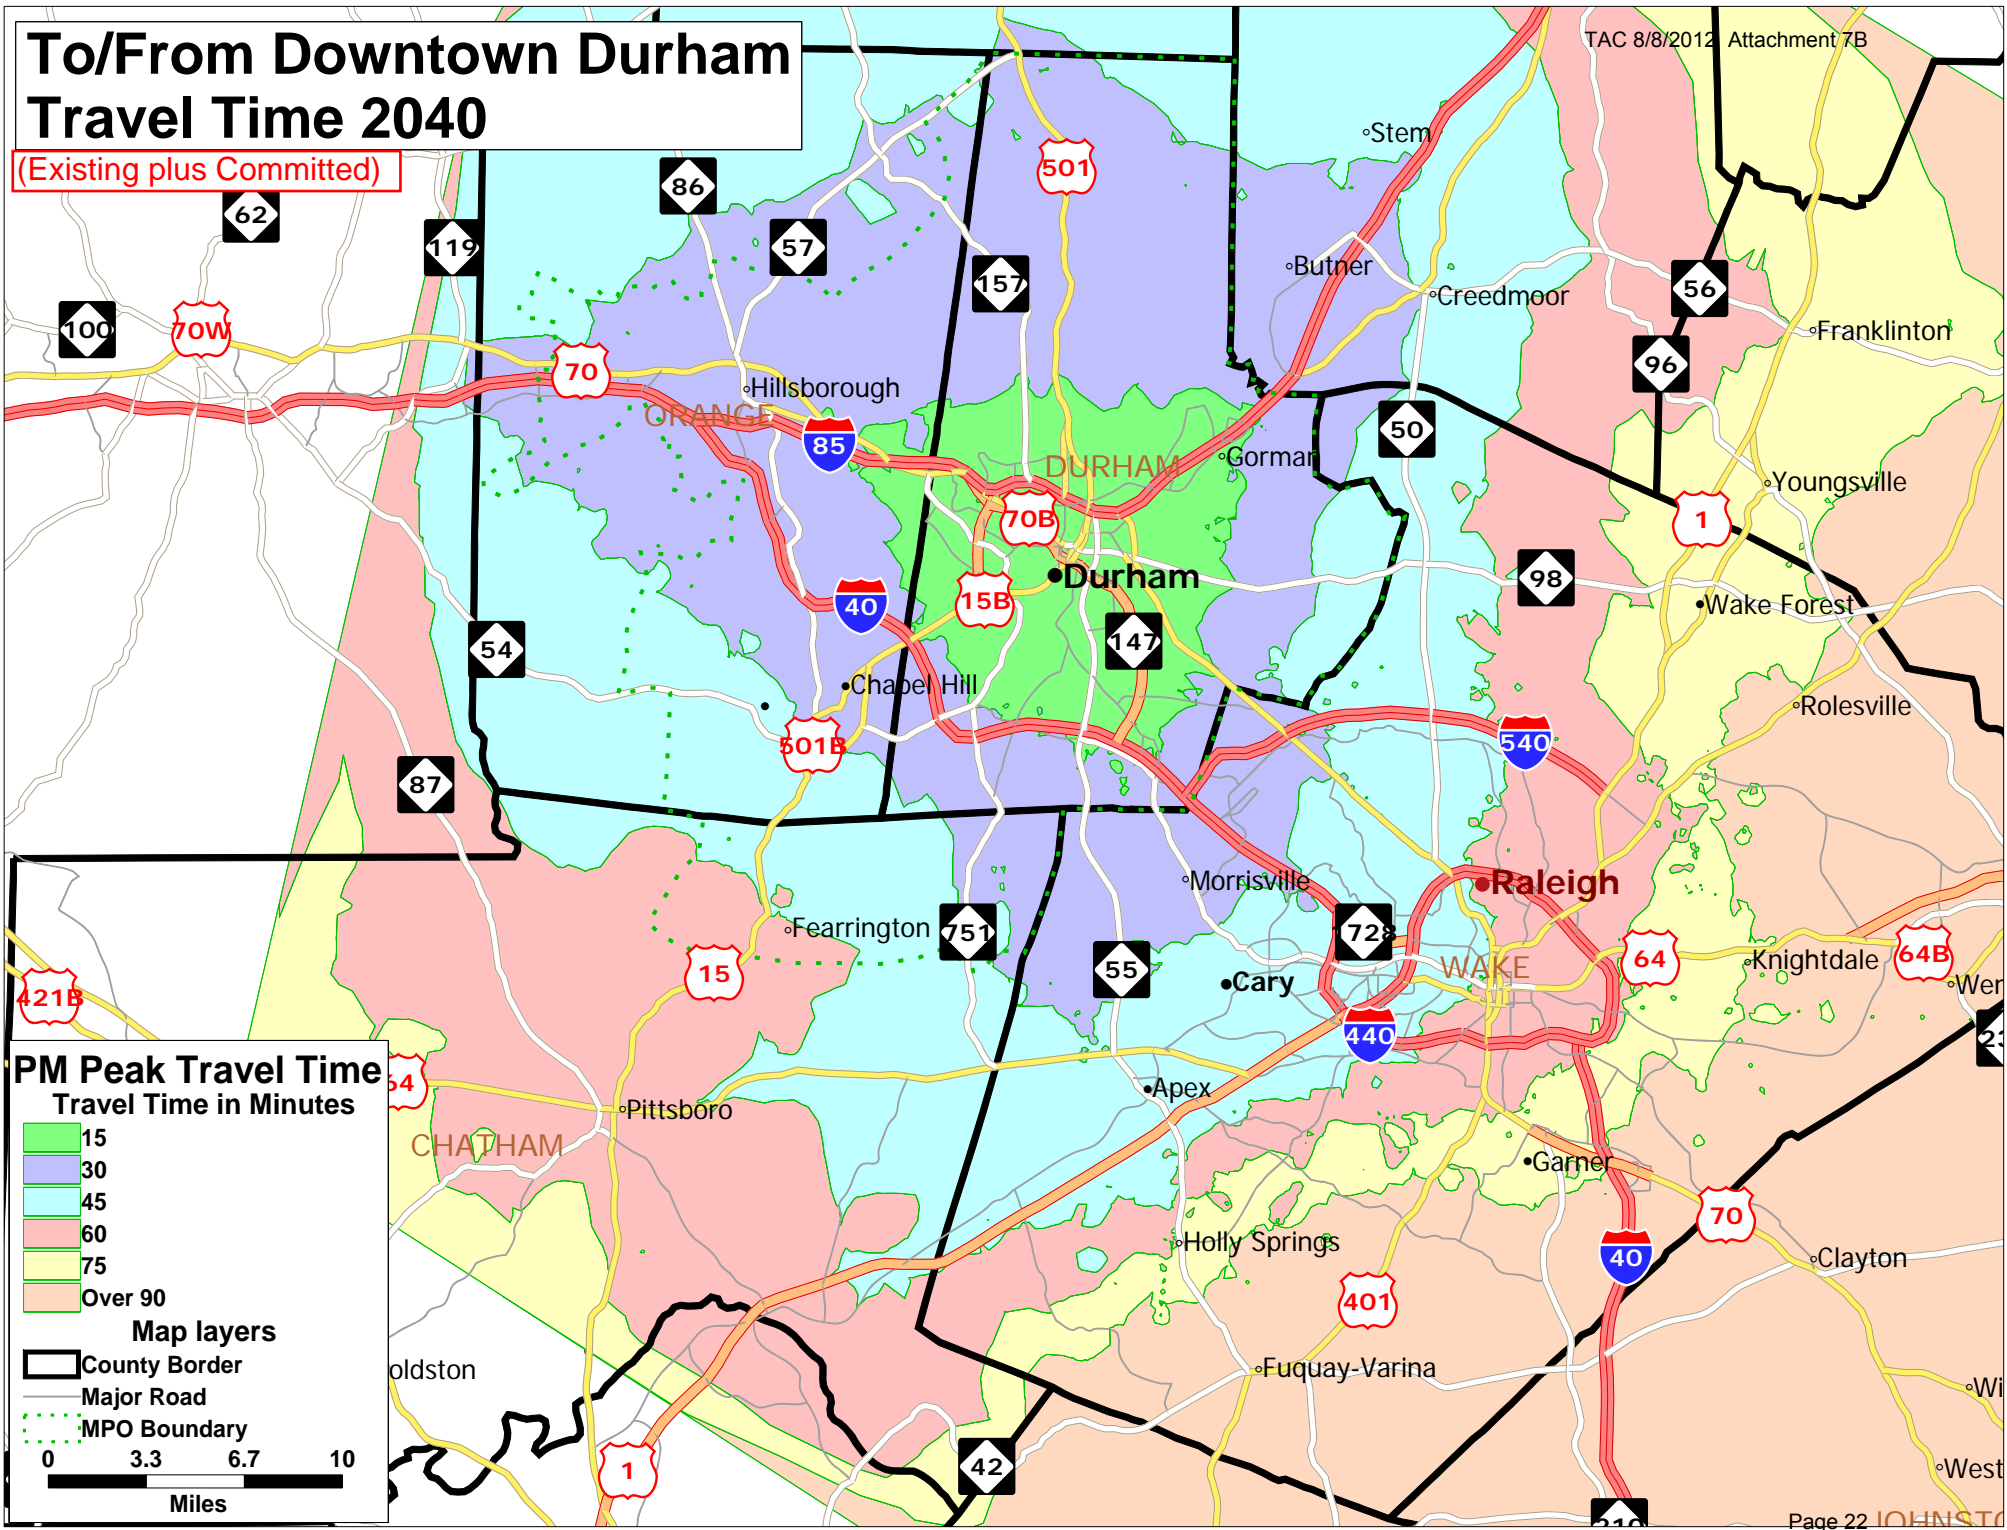 To/From Downtown Durham
Travel Time 2040
(Existing plus Committed)
TAC 8/8/2012 Attachment 7B
Stem
501
86
62
119
57
157
Butner
Creedmoor
56
100
70W
Franklinton
70
96
Hillsborough
ORANGE
85
50
DURHAM
Gorman
Youngsville
70B
1
Durham
98
40
15B
Wake Forest
147
54
Chapel Hill
Rolesville
501B
540
87
Morrisville
Raleigh
Fearrington
751
1728
64
64B
15
55
WAKE
Knightdale
Cary
421B
440
PM Peak Travel Time
Travel Time in Minutes
15
30
45
60
75
Over 90
Map layers
County Border
Major Road
MPO Boundary
0 3.3 6.7 10
Miles
64
Apex
Pittsboro
CHATHAM
Garner
70
Holly Springs
40
Clayton
401
oldston
Fuquay-Varina
1
42
West
210
Page 22